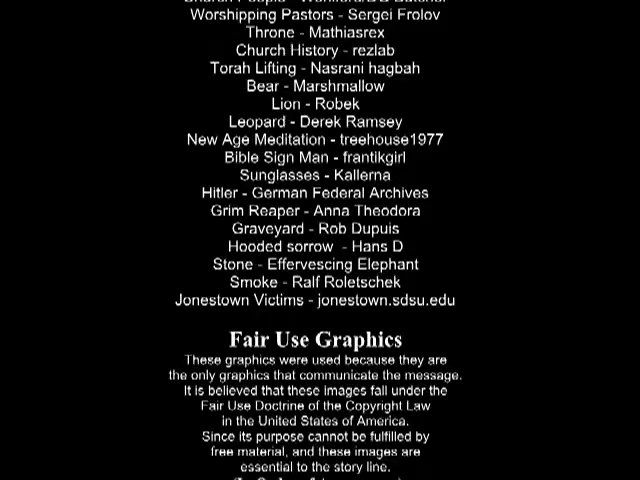 Worshipping Pastors - Sergei Frolov
Throne - Mathiasrex
Church History - rezlab
Torah Lifting - Nasrani hagbah
Bear - Marshmallow
Lion - Robek
Leopard - Derek Ramsey
New Age Meditation - treehouse1977
Bible Sign Man - frantikgirl
Sunglasses - Kallerna
Hitler - German Federal Archives
Grim Reaper - Anna Theodora
Graveyard - Rob Dupuis
Hooded sorrow - Hans D
Stone - Effervescing Elephant
Smoke - Ralf Roletschek
Jonestown Victims - jonestown.sdsu.edu
Fair Use Graphics
These graphics were used because they are
the only graphics that communicate the message.
It is believed that these images fall under the
Fair Use Doctrine of the Copyright Law
in the United States of America.
Since its purpose cannot be fulfilled by
free material, and these images are
essential to the story line.